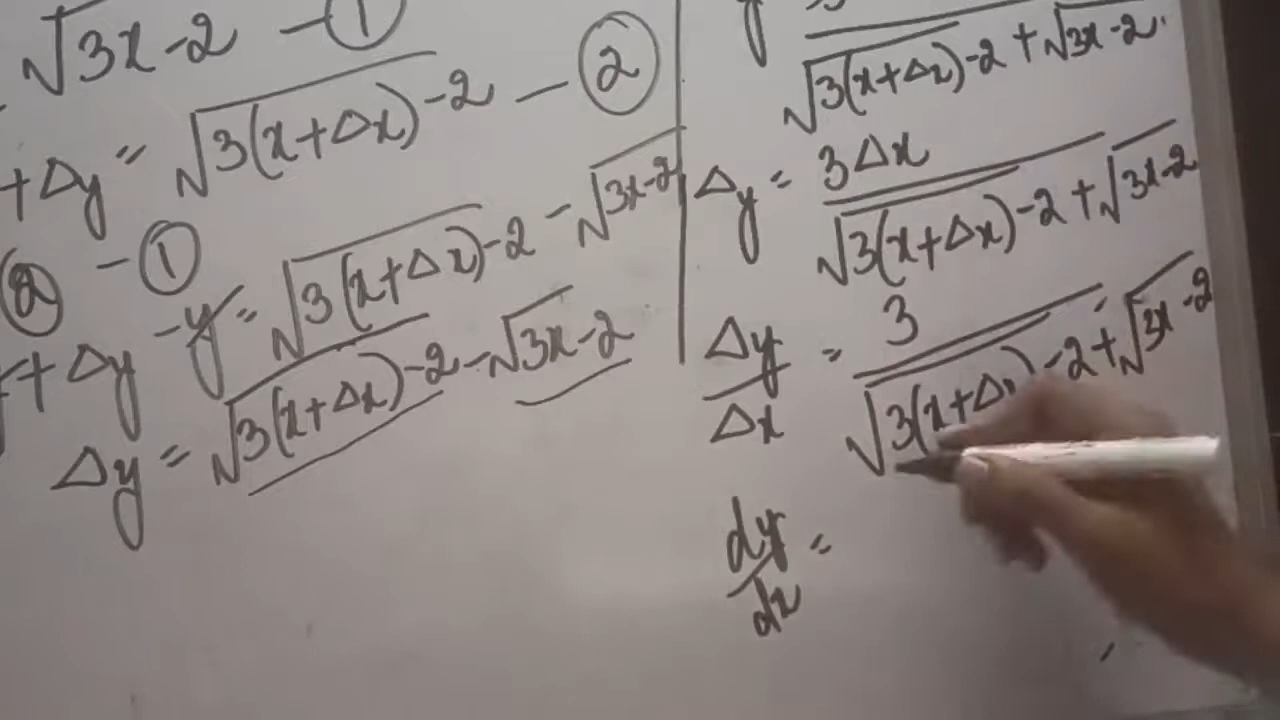 √3x-2 - ①
+Δy = √3(x+Δx)-2 - ②
② - ①
+Δy -y = √3(x+Δx)-2 - √3x-2
Δy = √3(x+Δx)-2 - √3x-2
y
√3(x+Δx)-2 + √3x-2
Δy = 3Δx / √3(x+Δx)-2 + √3x-2
Δy/Δx = 3 / √3(x+Δx)-2 + √3x-2
dy/dx =